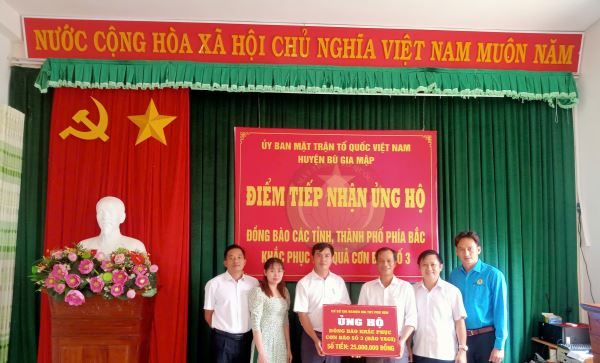 NƯỚC CỘNG HÒA XÃ HỘI CHỦ NGHĨA VIỆT NAM MUÔN NĂM
ỦY BAN MẶT TRẬN TỔ QUỐC VIỆT NAM
HUYỆN BÙ GIA MẬP
ĐIỂM TIẾP NHẬN ỦNG HỘ
ĐỒNG BÀO CÁC TỈNH, THÀNH PHỐ PHÍA BẮC
KHẮC PHỤC QUẢ CƠN SỐ 3
ỦNG HỘ
ĐỒNG BÀO KHẮC PHỤC
CƠN BÃO SỐ 3 (BÃO YAGI)
SỐ TIỀN: 25.000.000 ĐỒNG